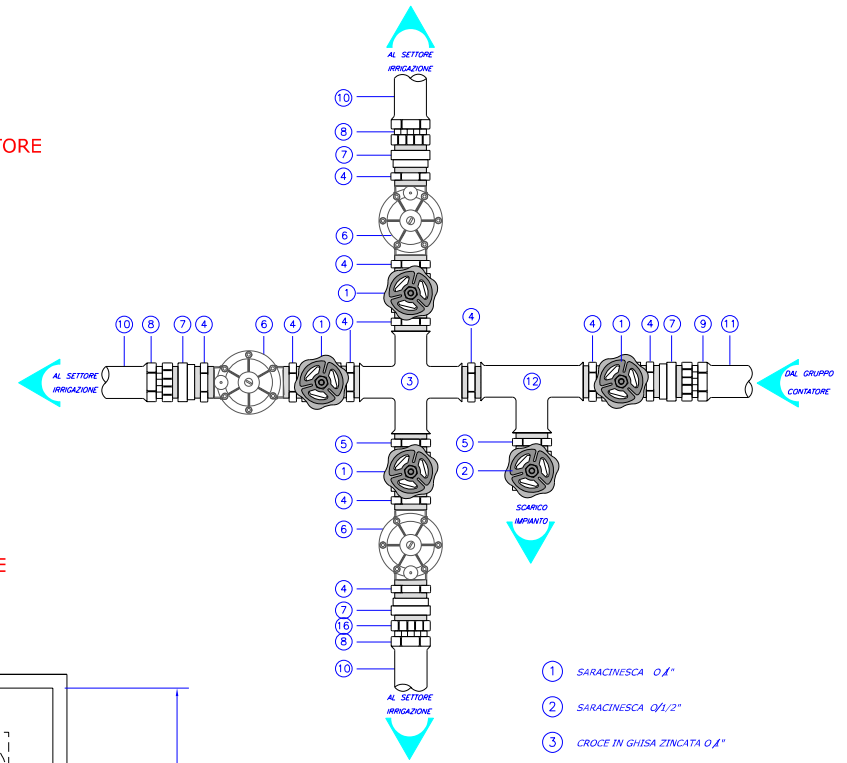 AL SETTORE
IRRIGAZIONE
10
8
TORE
7
4
6
4
1
4
4
10 8 7 4 6 4 1
4 1 4 7 9 11
AL SETTORE
IRRIGAZIONE
3
12
DAL GRUPPO
CONTATORE
5
5
1
2
4
SCARICO
IMPIANTO
6
E
4
7
16
8
10
AL SETTORE
IRRIGAZIONE
1 SARACINESCA
2 SARACINESCA
3 CROCE IN GHISA ZINCATA